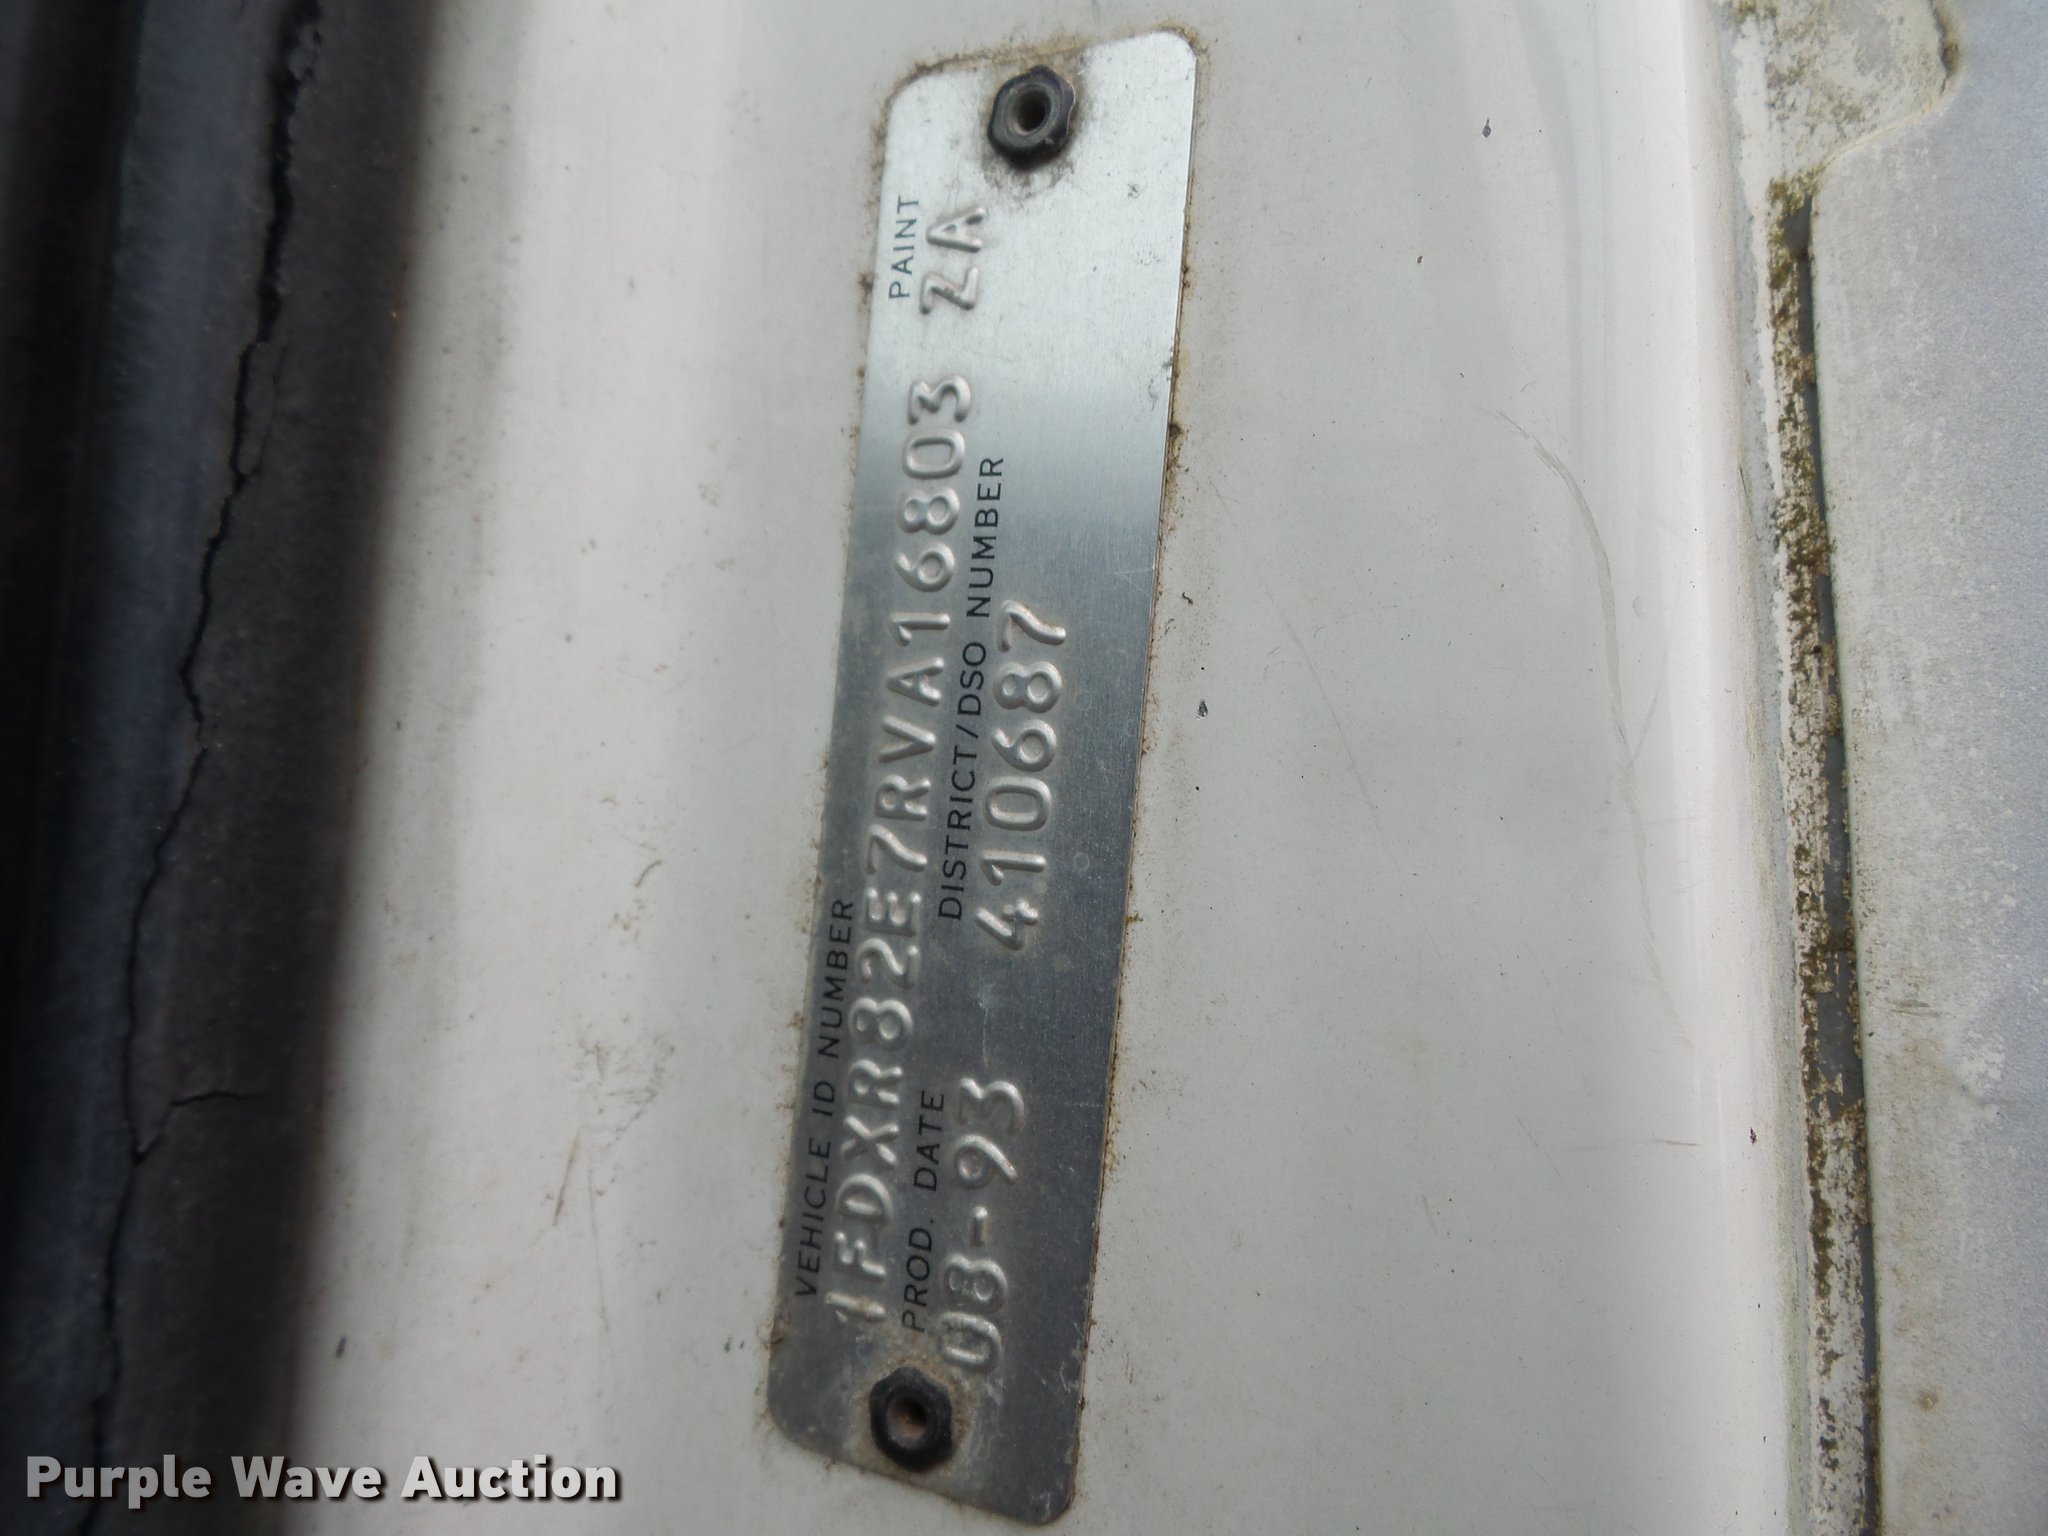 VEHICLE ID NUMBER PAINT
1FDXR82E7RVA16803 ZA
PROD. DATE DISTRICT/DSO NUMBER
08-93 410687
Purple Wave Auction